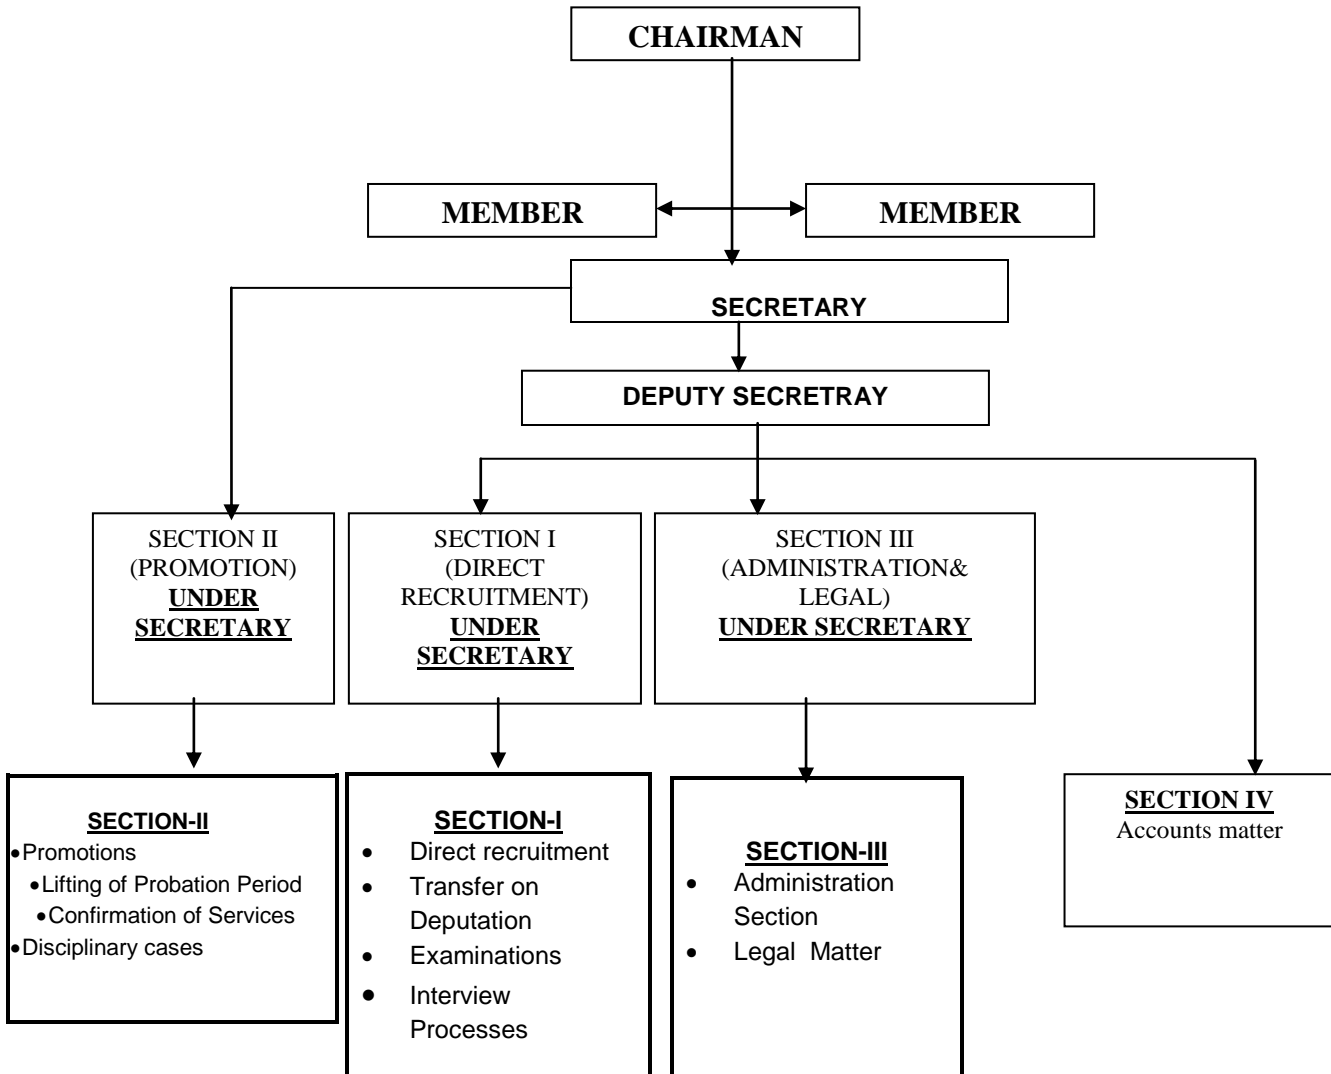 CHAIRMAN
MEMBER
MEMBER
SECRETARY
DEPUTY SECRETRAY
SECTION II
(PROMOTION)
UNDER
SECRETARY
SECTION I
(DIRECT
RECRUITMENT)
UNDER
SECRETARY
SECTION III
(ADMINISTRATION&
LEGAL)
UNDER SECRETARY
SECTION-II
•Promotions
•Lifting of Probation Period
•Confirmation of Services
•Disciplinary cases
SECTION-I
• Direct recruitment
• Transfer on
Deputation
• Examinations
• Interview
Processes
SECTION-III
• Administration
Section
• Legal Matter
SECTION IV
Accounts matter